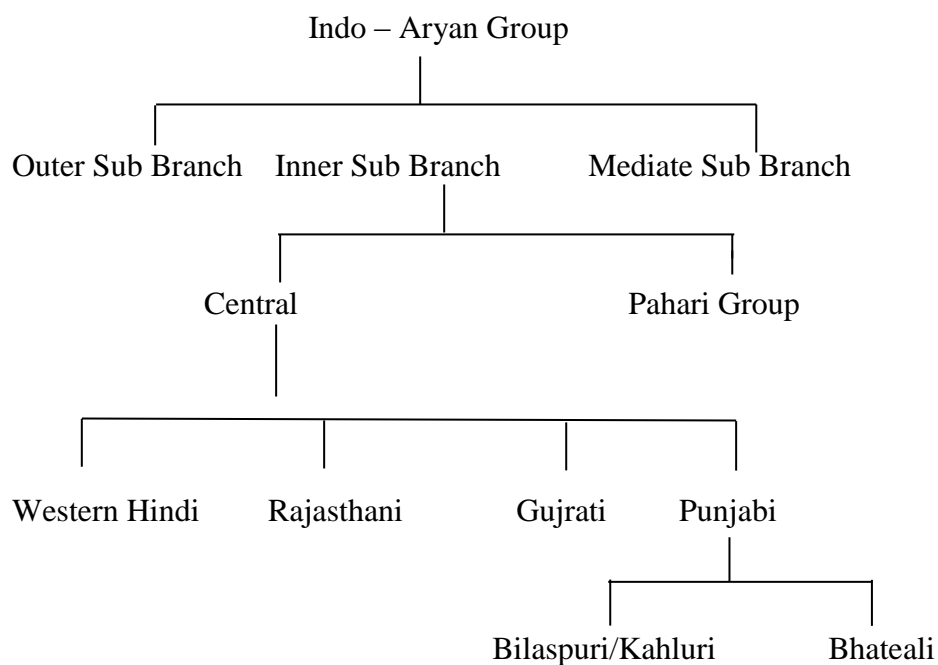 Indo – Aryan Group
Outer Sub Branch Inner Sub Branch Mediate Sub Branch
Central Pahari Group
Western Hindi Rajasthani Gujrati Punjabi
Bilaspuri/Kahluri Bhateali